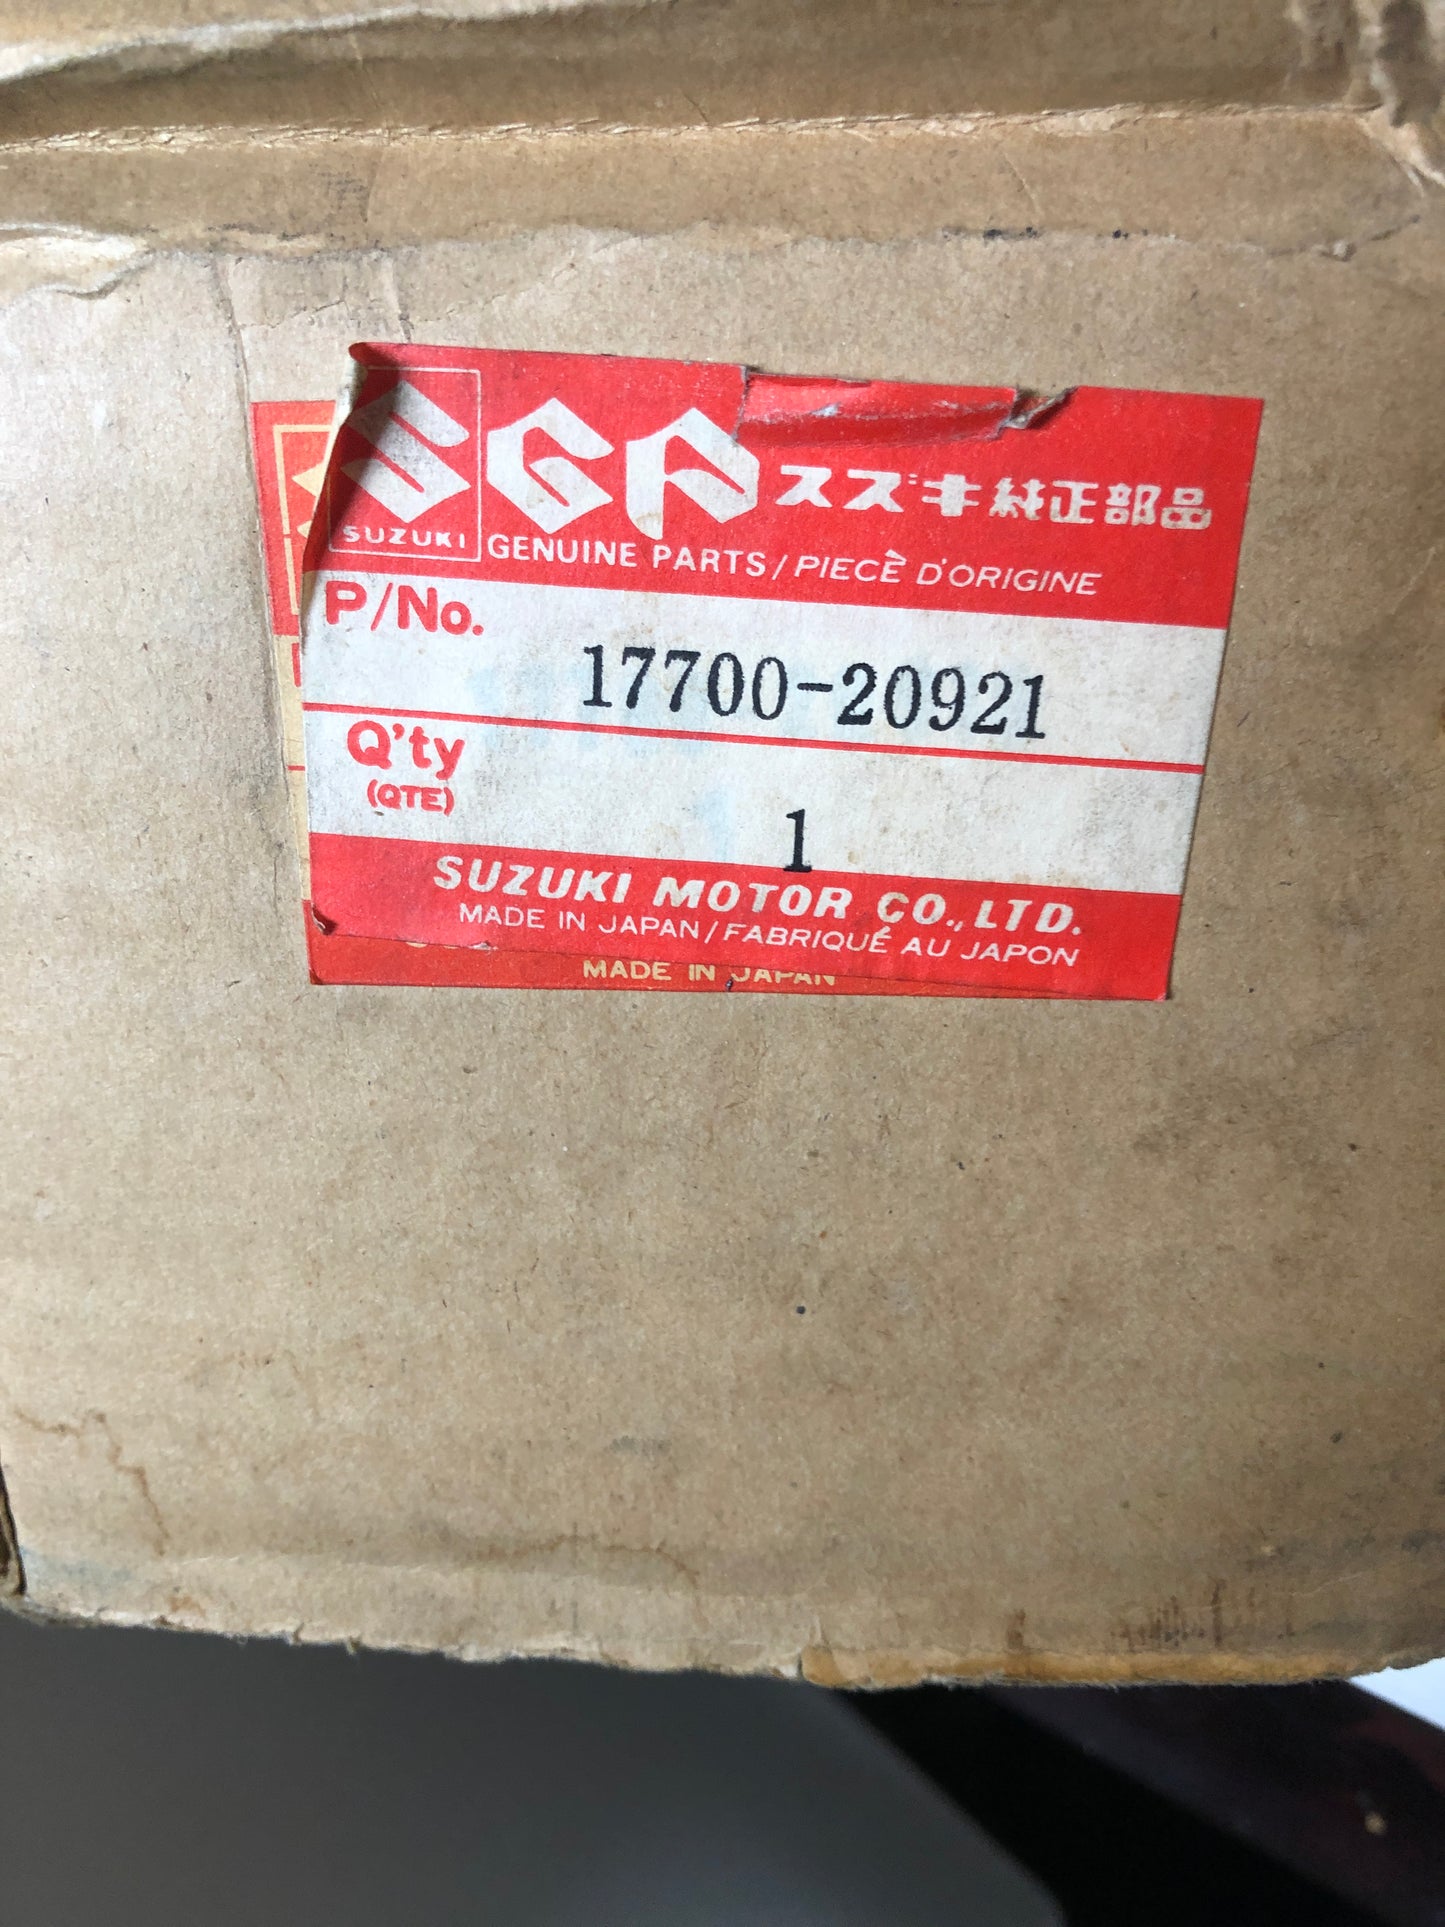 SUZUKI
SGP スズキ純正部品
GENUINE PARTS / PIECÈ D'ORIGINE
P/No.
17700-20921
Q'ty
(QTE)
1
SUZUKI MOTOR CO., LTD.
MADE IN JAPAN / FABRIQUÉ AU JAPON
MADE IN JAPAN